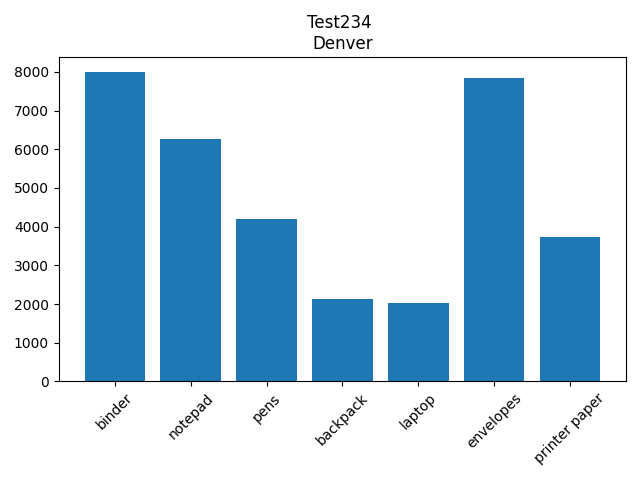 Test234
Denver
8000
7000
6000
5000
4000
3000
2000
1000
0
binder
notepad
pens
backpack
laptop
envelopes
printer paper